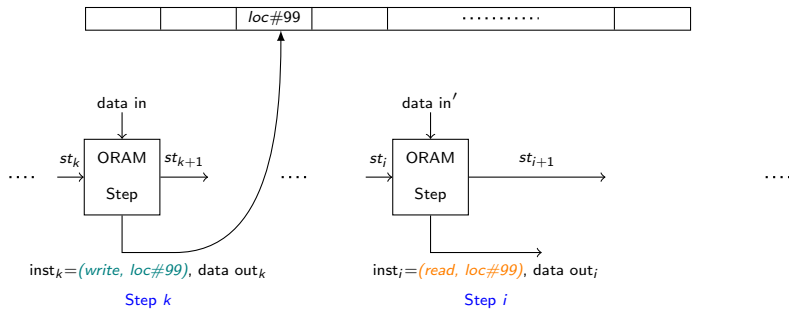 loc#99 ...........
data in data in′
st_k ORAM Step st_{k+1} .... st_i ORAM Step st_{i+1} ....
inst_k=(write, loc#99), data out_k inst_i=(read, loc#99), data out_i
Step k Step i